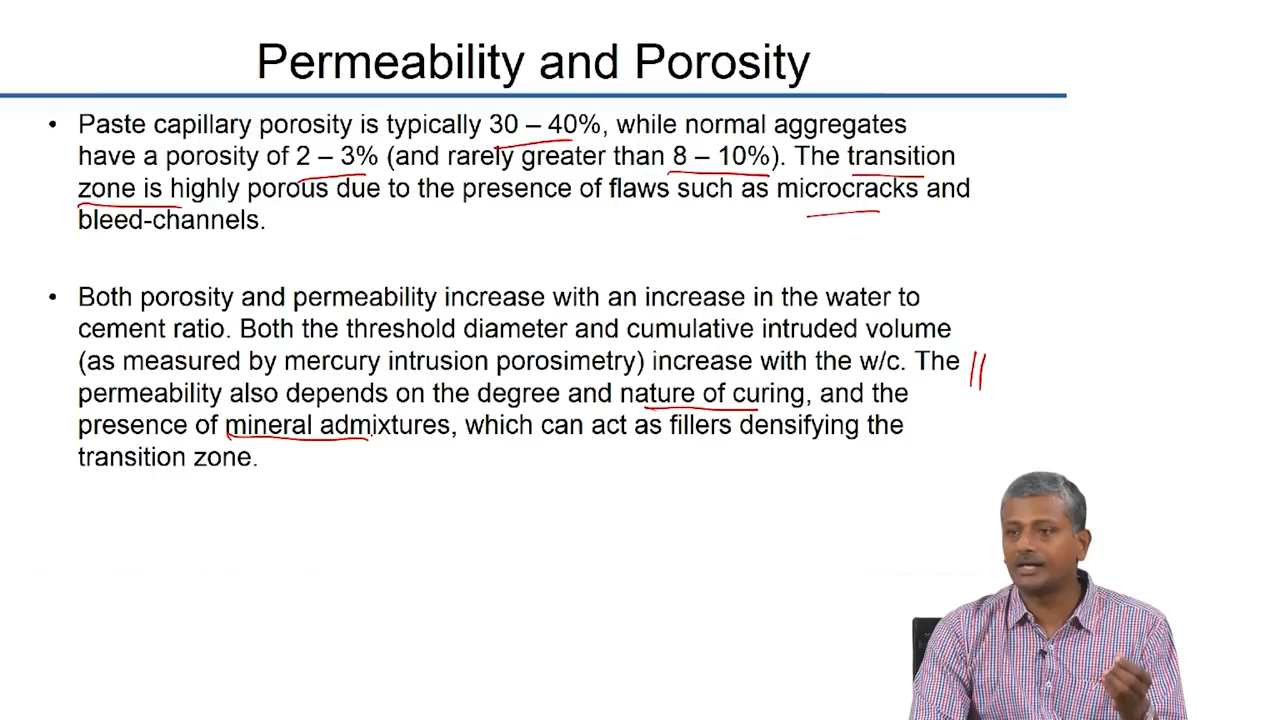 Permeability and Porosity
• Paste capillary porosity is typically 30 – 40%, while normal aggregates
have a porosity of 2 – 3% (and rarely greater than 8 – 10%). The transition
zone is highly porous due to the presence of flaws such as microcracks and
bleed-channels.
• Both porosity and permeability increase with an increase in the water to
cement ratio. Both the threshold diameter and cumulative intruded volume
(as measured by mercury intrusion porosimetry) increase with the w/c. The
permeability also depends on the degree and nature of curing, and the
presence of mineral admixtures, which can act as fillers densifying the
transition zone.